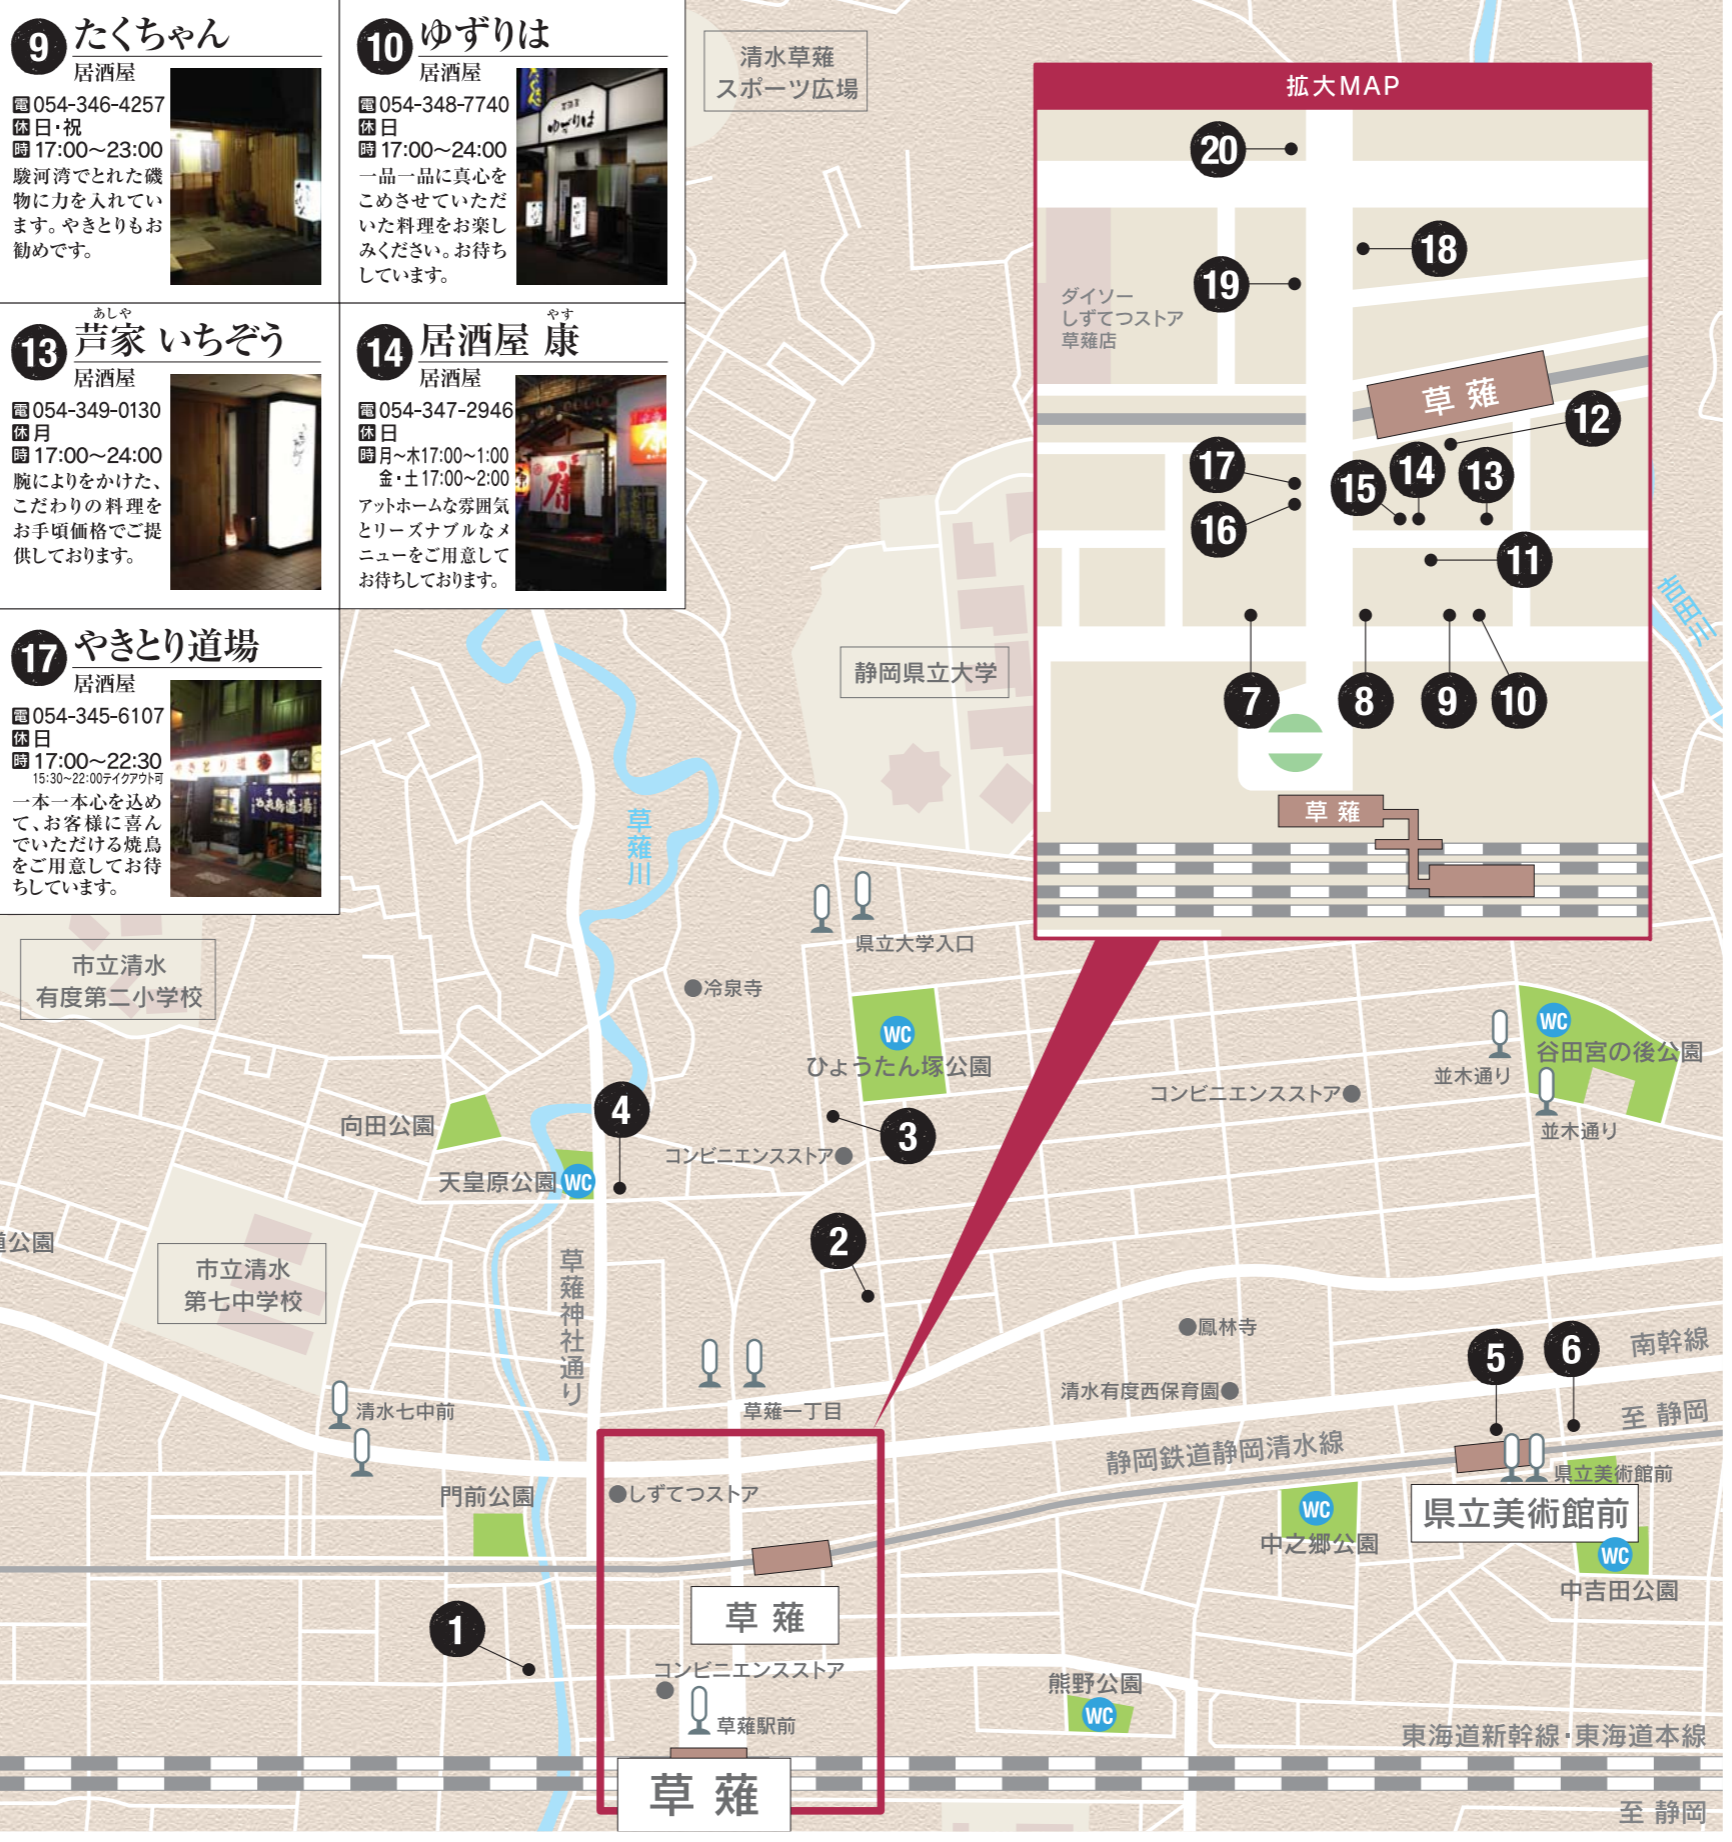 9 たくちゃん
居酒屋
電 054-346-4257
休 日・祝
時 17:00〜23:00
駿河湾でとれた磯
物に力を入れてい
ます。やきとりもお
勧めです。
10 ゆずりは
居酒屋
電 054-348-7740
休 日
時 17:00〜24:00
一品一品に真心を
こめさせていただ
いた料理をお楽し
みください。お待ち
しています。
ゆずりは
あしや
13 芦家 いちぞう
居酒屋
電 054-349-0130
休 月
時 17:00〜24:00
腕によりをかけた、
こだわりの料理を
お手頃価格でご提
供しております。
やす
14 居酒屋 康
居酒屋
電 054-347-2946
休 日
時 月〜木17:00〜1:00
金・土17:00〜2:00
アットホームな雰囲気
とリーズナブルなメ
ニューをご用意して
お待ちしております。
17 やきとり道場
居酒屋
電 054-345-6107
休 日
時 17:00〜22:30
15:30〜22:00テイクアウト可
一本一本心を込め
て、お客様に喜ん
でいただける焼鳥
をご用意してお待
ちしています。
やきとり道場
清水草薙
スポーツ広場
拡大MAP
20
18
19
ダイソー
しずてつストア
草薙店
草薙
12
17
14
13
15
16
11
7
8
9
10
草薙
吉田川
静岡県立大学
草薙川
県立大学入口
市立清水
有度第二小学校
冷泉寺
WC
ひょうたん塚公園
WC
谷田宮の後公園
並木通り
並木通り
コンビニエンスストア
4
3
向田公園
コンビニエンスストア
天皇原公園
WC
2
道公園
市立清水
第七中学校
草薙神社通り
鳳林寺
5
6
南幹線
清水有度西保育園
至 静岡
清水七中前
草薙一丁目
静岡鉄道静岡清水線
県立美術館前
門前公園
しずてつストア
WC
中之郷公園
県立美術館前
WC
中吉田公園
1
草薙
コンビニエンスストア
熊野公園
WC
草薙駅前
東海道新幹線・東海道本線
草薙
至 静岡